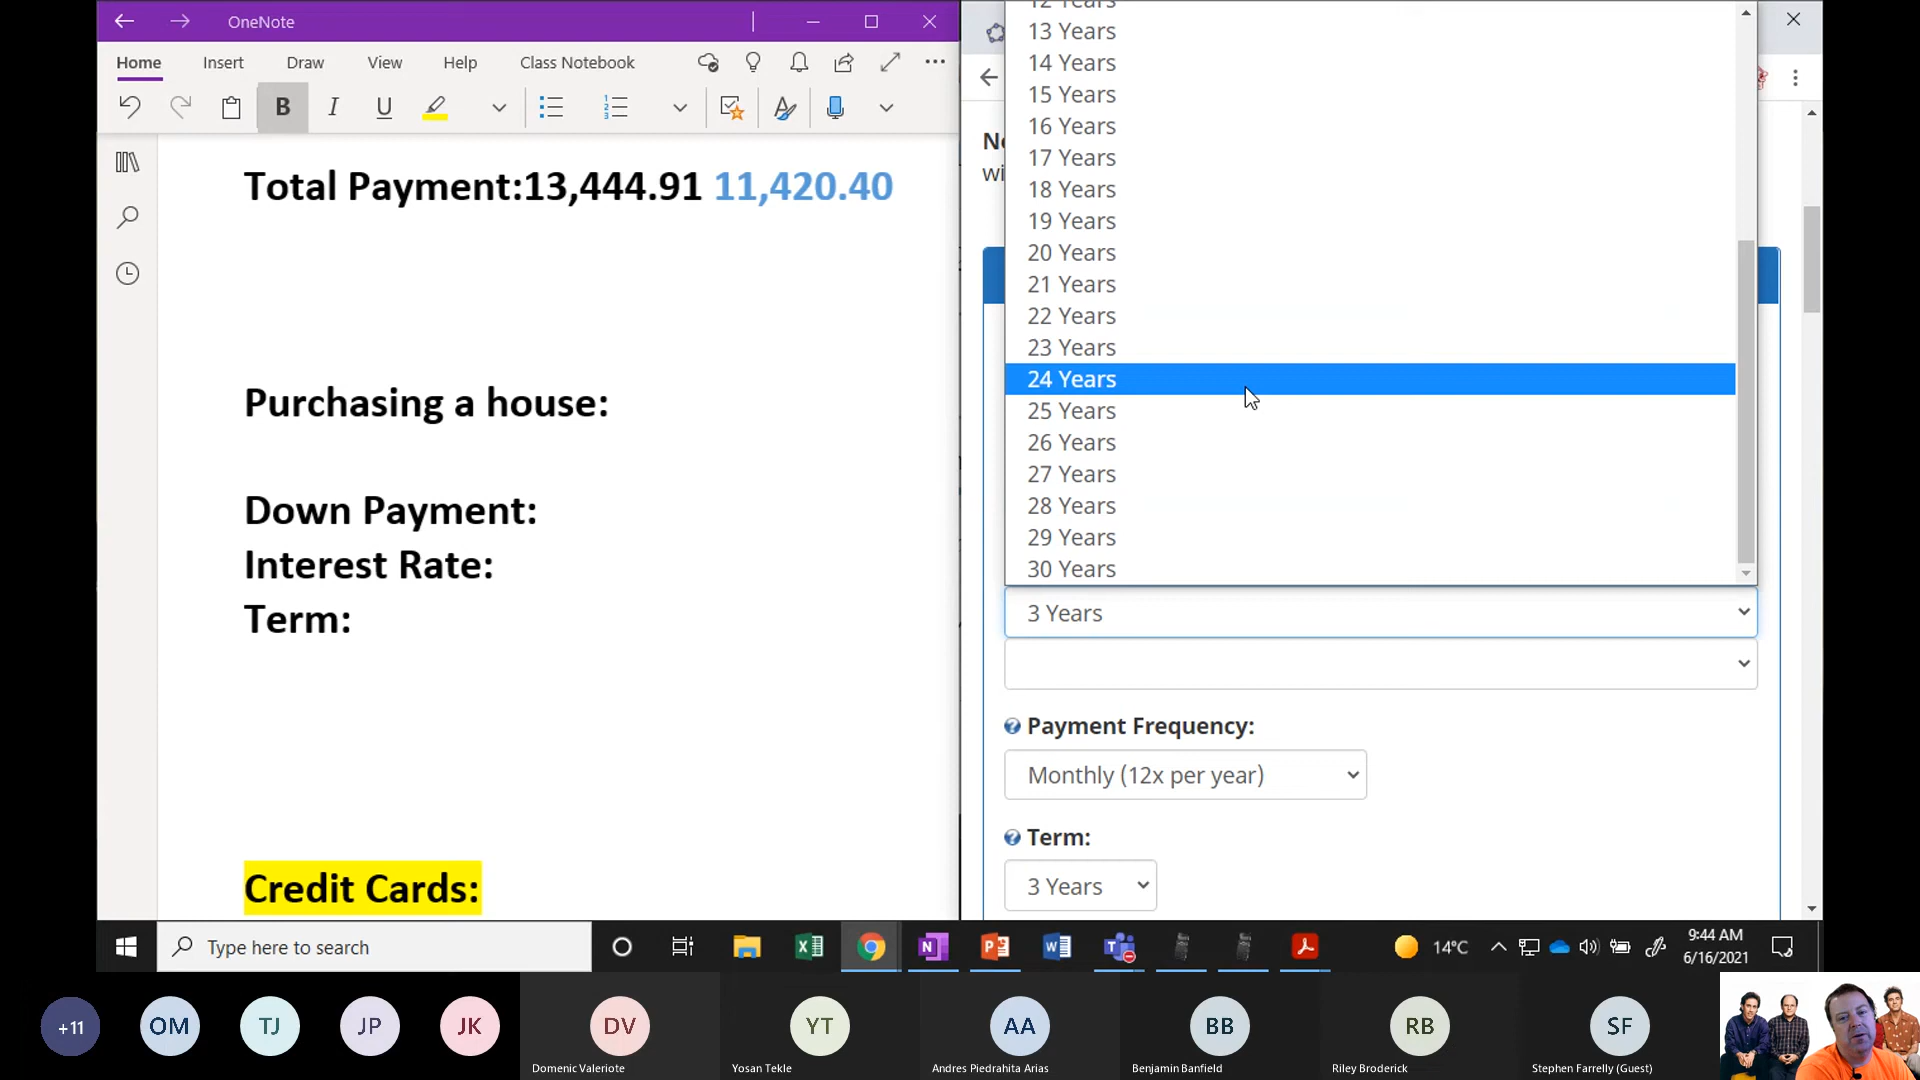 OneNote
Home Insert Draw View Help Class Notebook
B I U
Total Payment:13,444.91 11,420.40
Purchasing a house:
Down Payment:
Interest Rate:
Term:
Credit Cards:
12 Years
13 Years
14 Years
15 Years
16 Years
17 Years
18 Years
19 Years
20 Years
21 Years
22 Years
23 Years
24 Years
25 Years
26 Years
27 Years
28 Years
29 Years
30 Years
3 Years
Payment Frequency:
Monthly (12x per year)
Term:
3 Years
Type here to search
14°C
9:44 AM
6/16/2021
+11 OM TJ JP JK DV YT AA BB RB SF
Domenic Valeriote Yosan Tekle Andres Piedrahita Arias Benjamin Banfield Riley Broderick Stephen Farrelly (Guest)